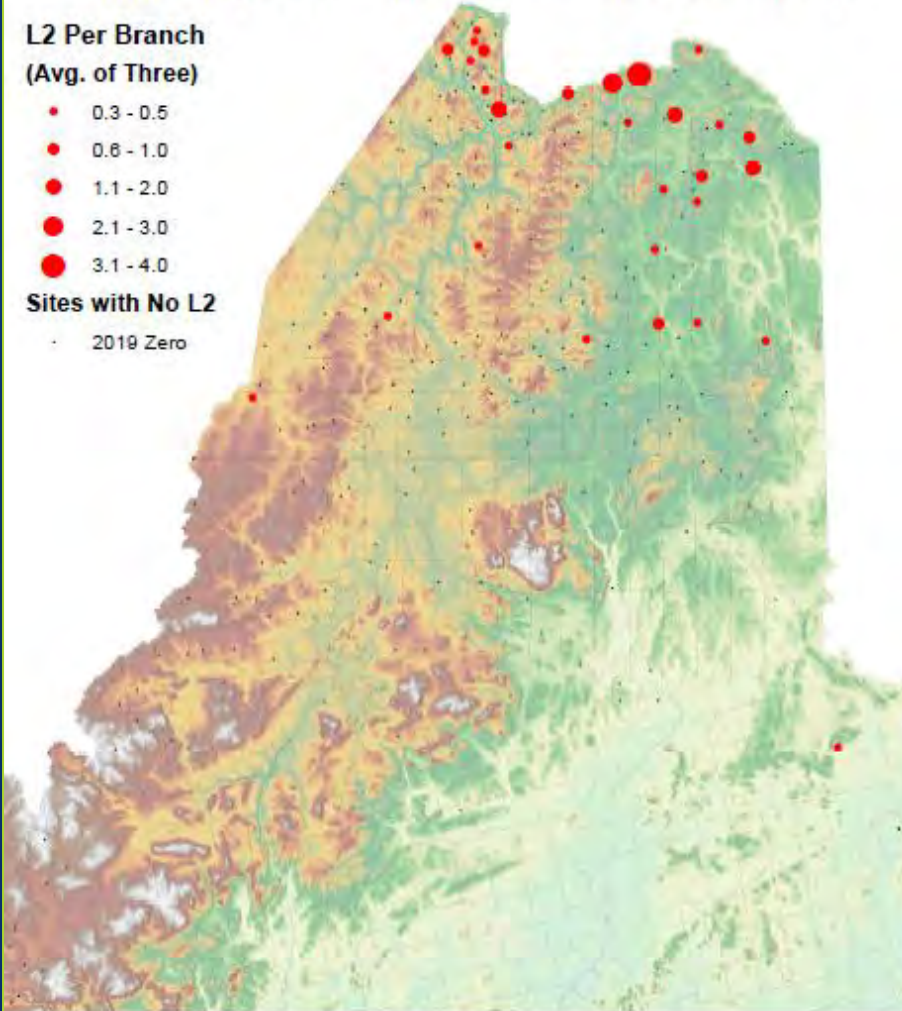 L2 Per Branch
(Avg. of Three)
0.3 - 0.5
0.6 - 1.0
1.1 - 2.0
2.1 - 3.0
3.1 - 4.0
Sites with No L2
2019 Zero